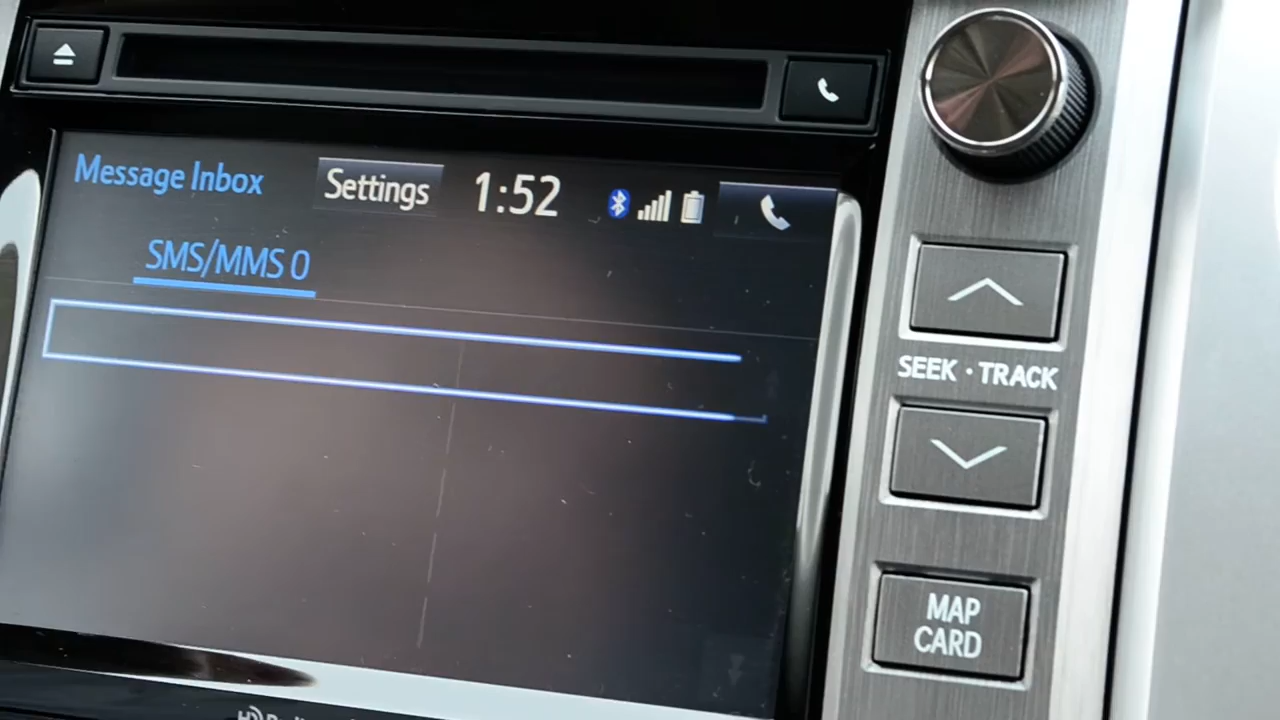 Message Inbox Settings 1:52
SMS/MMS 0
SEEK · TRACK
MAP
CARD